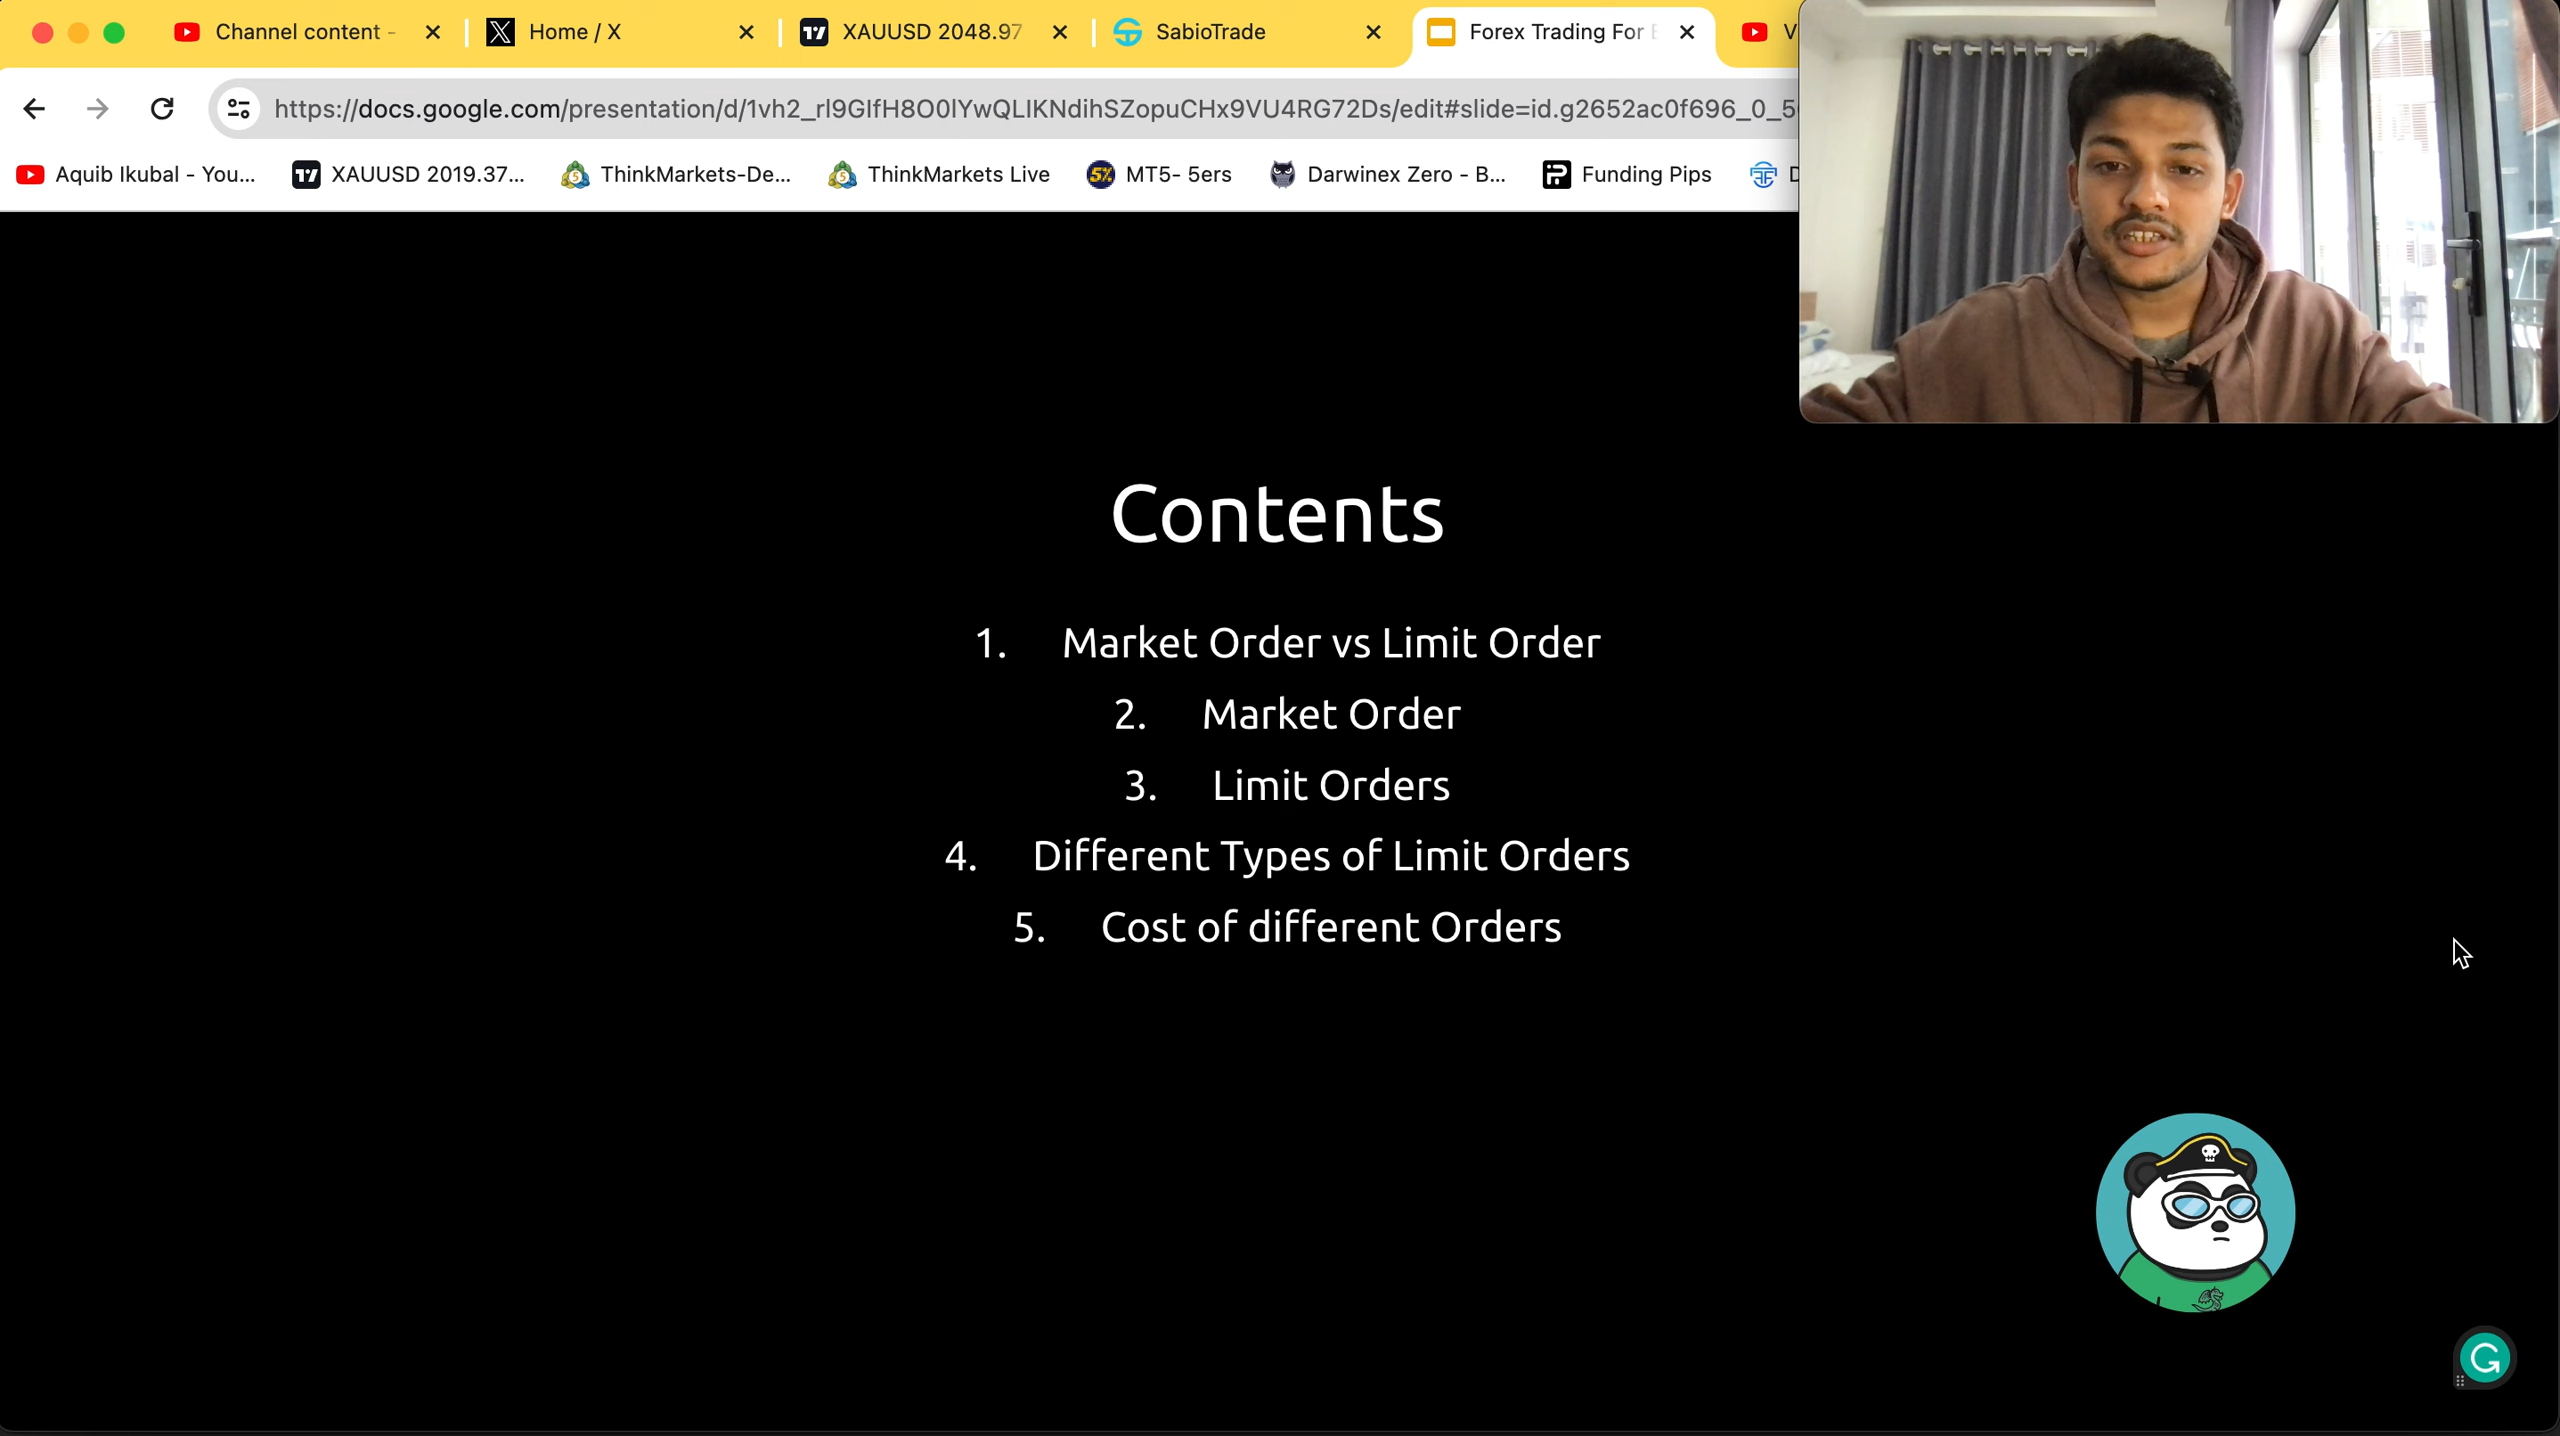 Channel content -
Home / X
XAUUSD 2048.97
SabioTrade
Forex Trading For
V
https://docs.google.com/presentation/d/1vh2_rl9GIfH8O0lYwQLIKNdihSZopuCHx9VU4RG72Ds/edit#slide=id.g2652ac0f696_0_5
Aquib Ikubal - You...
XAUUSD 2019.37...
ThinkMarkets-De...
ThinkMarkets Live
MT5- 5ers
Darwinex Zero - B...
Funding Pips
Contents
1. Market Order vs Limit Order
2. Market Order
3. Limit Orders
4. Different Types of Limit Orders
5. Cost of different Orders